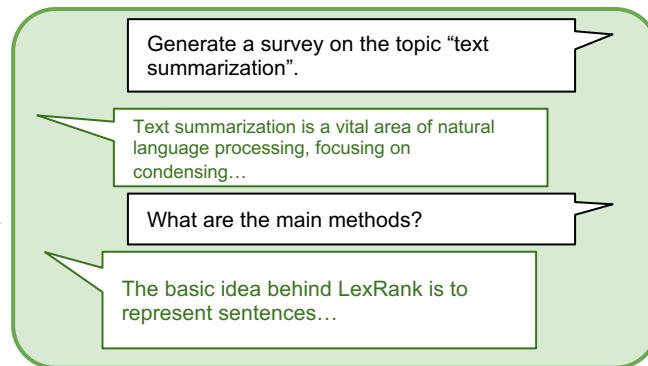 Generate a survey on the topic “text
summarization”.
Text summarization is a vital area of natural
language processing, focusing on
condensing…
What are the main methods?
The basic idea behind LexRank is to
represent sentences…